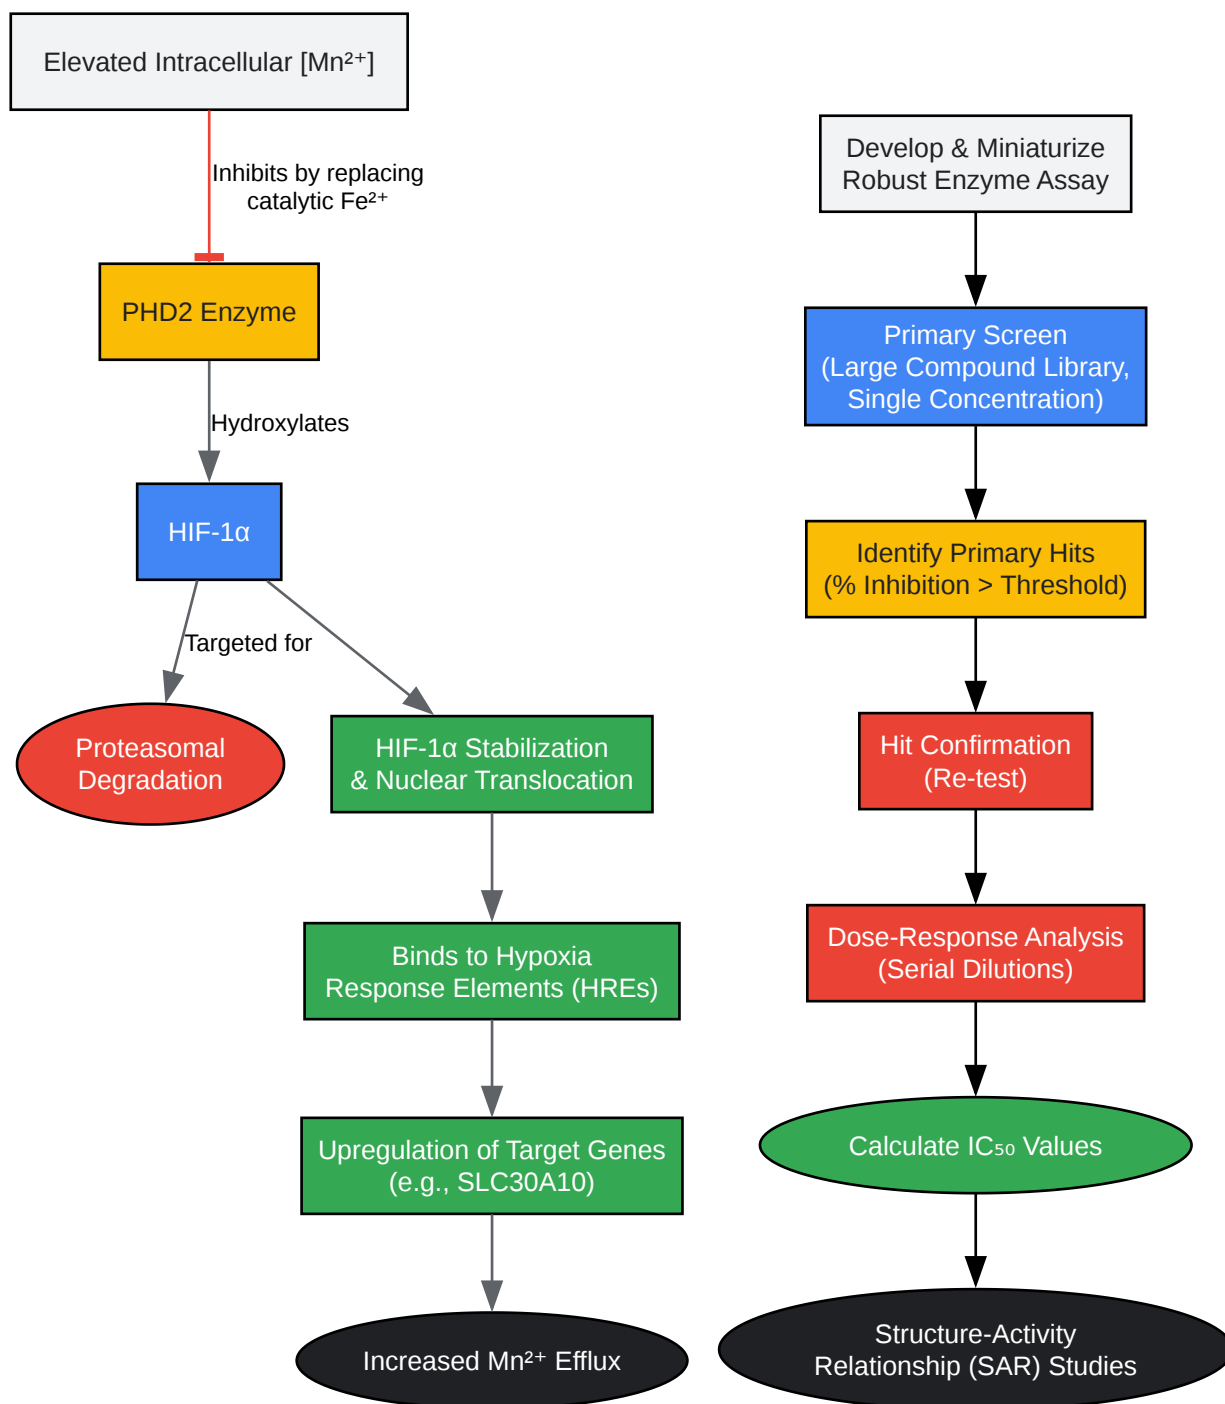 Elevated Intracellular [Mn²⁺]
Inhibits by replacing
catalytic Fe²⁺
PHD2 Enzyme
Hydroxylates
HIF-1α
Targeted for
Proteasomal
Degradation
HIF-1α Stabilization
& Nuclear Translocation
Binds to Hypoxia
Response Elements (HREs)
Upregulation of Target Genes
(e.g., SLC30A10)
Increased Mn²⁺ Efflux
Develop & Miniaturize
Robust Enzyme Assay
Primary Screen
(Large Compound Library,
Single Concentration)
Identify Primary Hits
(% Inhibition > Threshold)
Hit Confirmation
(Re-test)
Dose-Response Analysis
(Serial Dilutions)
Calculate IC₅₀ Values
Structure-Activity
Relationship (SAR) Studies